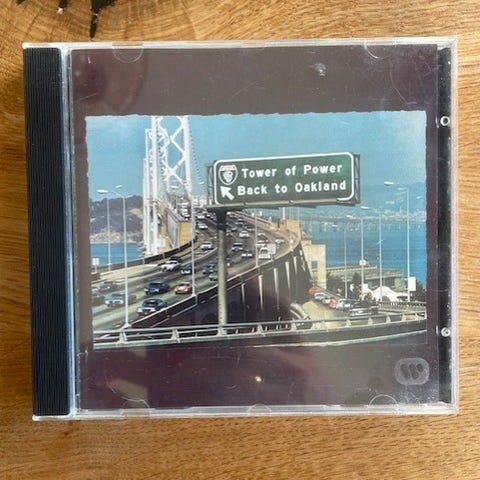 Tower of Power
Back to Oakland